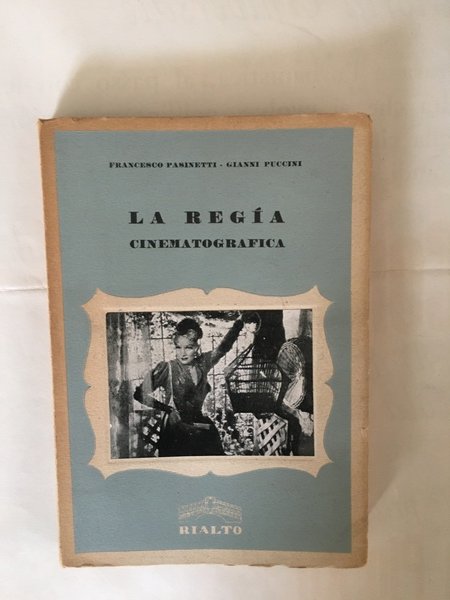 FRANCESCO PASINETTI - GIANNI PUCCINI
LA REGÍA
CINEMATOGRAFICA
RIALTO